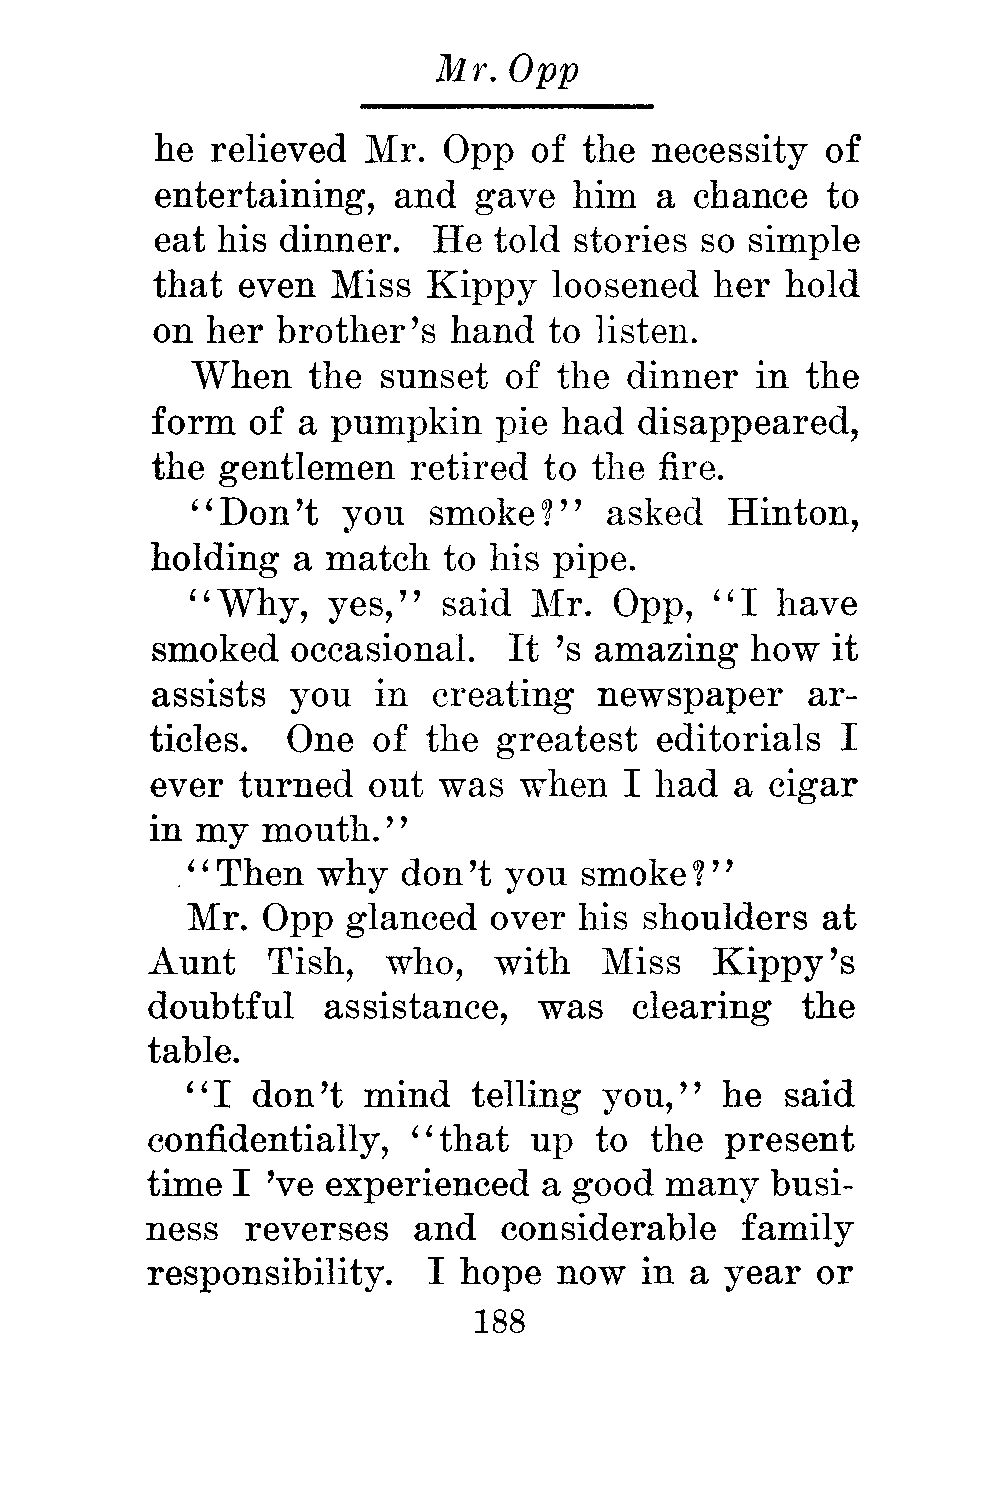 Mr. Opp
he relieved Mr. Opp of the necessity of
entertaining, and gave him a chance to
eat his dinner. He told stories so simple
that even Miss Kippy loosened her hold
on her brother's hand to listen.
When the sunset of the dinner in the
form of a pumpkin pie had disappeared,
the gentlemen retired to the fire.
"Don't you smoke?" asked Hinton,
holding a match to his pipe.
"Why, yes," said Mr. Opp, "I have
smoked occasional. It 's amazing how it
assists you in creating newspaper ar-
ticles. One of the greatest editorials I
ever turned out was when I had a cigar
in my mouth."
"Then why don't you smoke?"
Mr. Opp glanced over his shoulders at
Aunt Tish, who, with Miss Kippy's
doubtful assistance, was clearing the
table.
"I don't mind telling you," he said
confidentially, "that up to the present
time I 've experienced a good many busi-
ness reverses and considerable family
responsibility. I hope now in a year or
188